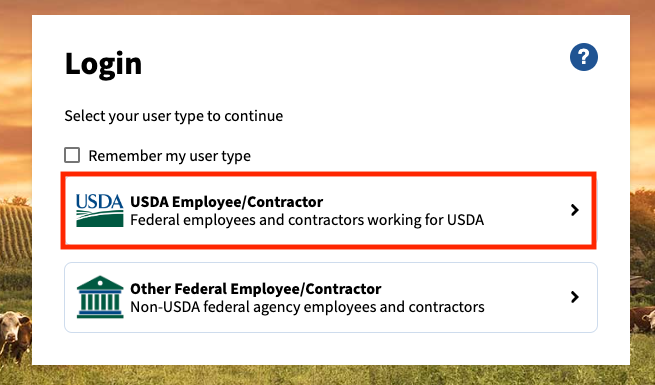 Login
?
Select your user type to continue
Remember my user type
USDA
USDA Employee/Contractor
Federal employees and contractors working for USDA
Other Federal Employee/Contractor
Non-USDA federal agency employees and contractors